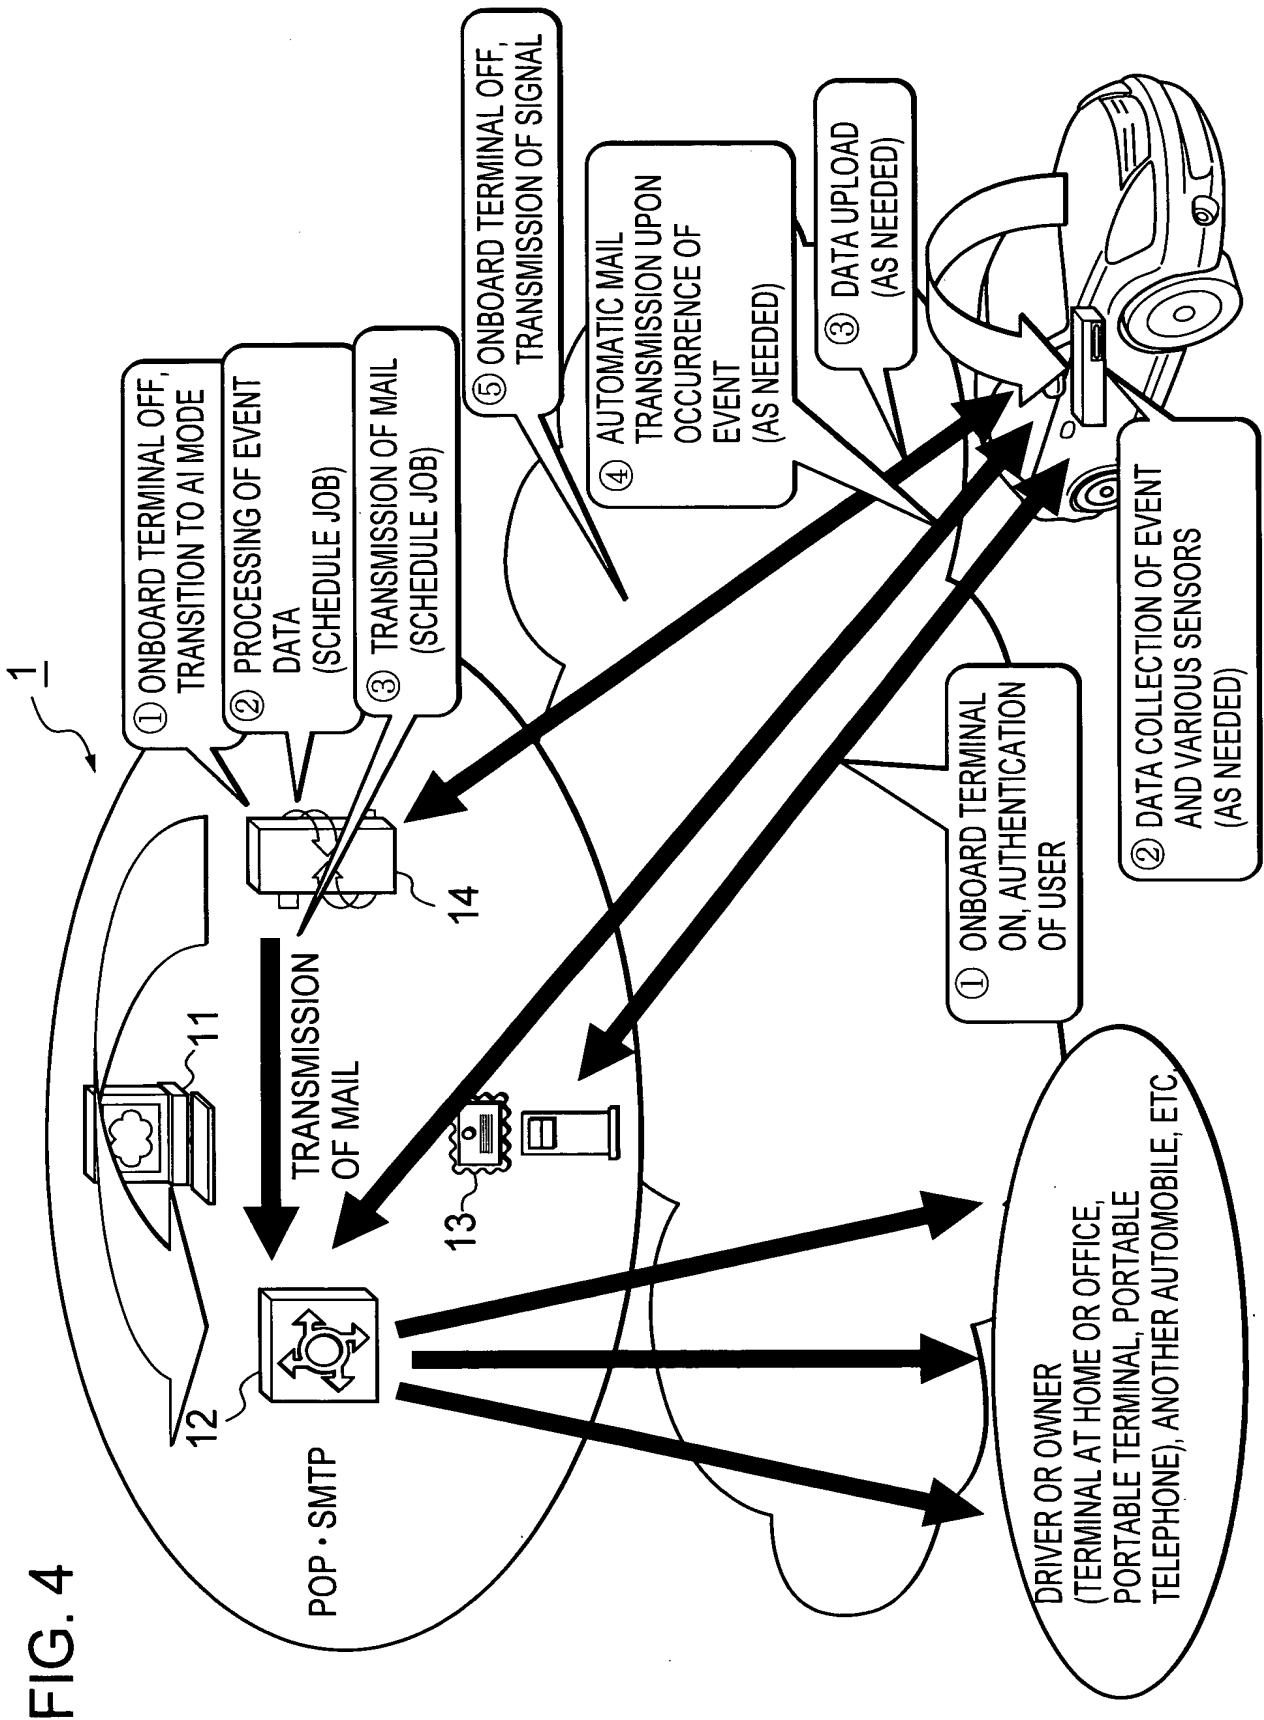 FIG. 4
1
① ONBOARD TERMINAL OFF,
TRANSITION TO AI MODE
② PROCESSING OF EVENT
DATA
(SCHEDULE JOB)
③ TRANSMISSION OF MAIL
(SCHEDULE JOB)
⑤ ONBOARD TERMINAL OFF,
TRANSMISSION OF SIGNAL
④ AUTOMATIC MAIL
TRANSMISSION UPON
OCCURRENCE OF
EVENT
(AS NEEDED)
③ DATA UPLOAD
(AS NEEDED)
11
12
POP・SMTP
TRANSMISSION
OF MAIL
14
13
① ONBOARD TERMINAL
ON, AUTHENTICATION
OF USER
② DATA COLLECTION OF EVENT
AND VARIOUS SENSORS
(AS NEEDED)
DRIVER OR OWNER
(TERMINAL AT HOME OR OFFICE,
PORTABLE TERMINAL, PORTABLE
TELEPHONE), ANOTHER AUTOMOBILE, ETC.